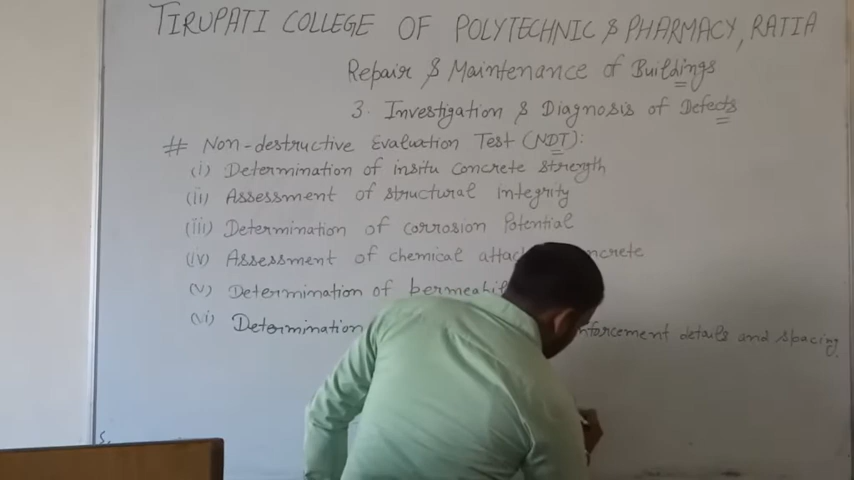 TIRUPATI COLLEGE OF POLYTECHNIC & PHARMACY, RATIA
Repair & Maintenance of Buildings
3. Investigation & Diagnosis of Defects
# Non-destructive Evaluation Test (NDT):
(i) Determination of insitu concrete strength
(ii) Assessment of structural integrity
(iii) Determination of corrosion Potential
(iv) Assessment of chemical
(v) Determination of
(vi) Determination details and spacing.